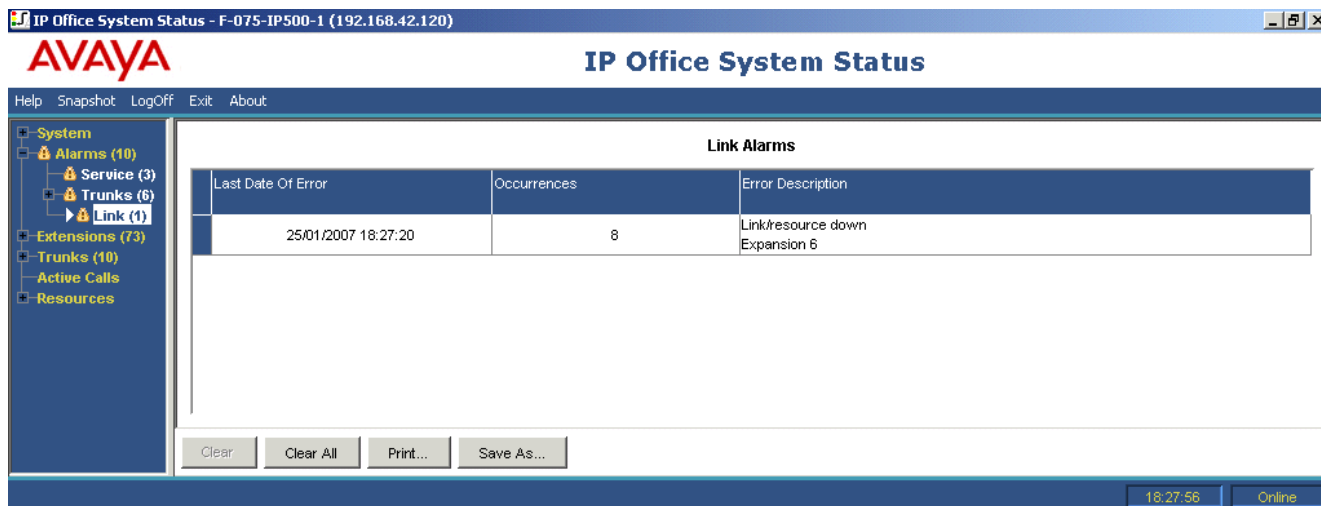 IP Office System Status - F-075-IP500-1 (192.168.42.120)
AVAYA
IP Office System Status
Help Snapshot LogOff Exit About
System
Alarms (10)
Service (3)
Trunks (6)
Link (1)
Extensions (73)
Trunks (10)
Active Calls
Resources
Link Alarms
Last Date Of Error Occurrences Error Description
25/01/2007 18:27:20 8 Link/resource down
Expansion 6
Clear Clear All Print... Save As...
18:27:56 Online